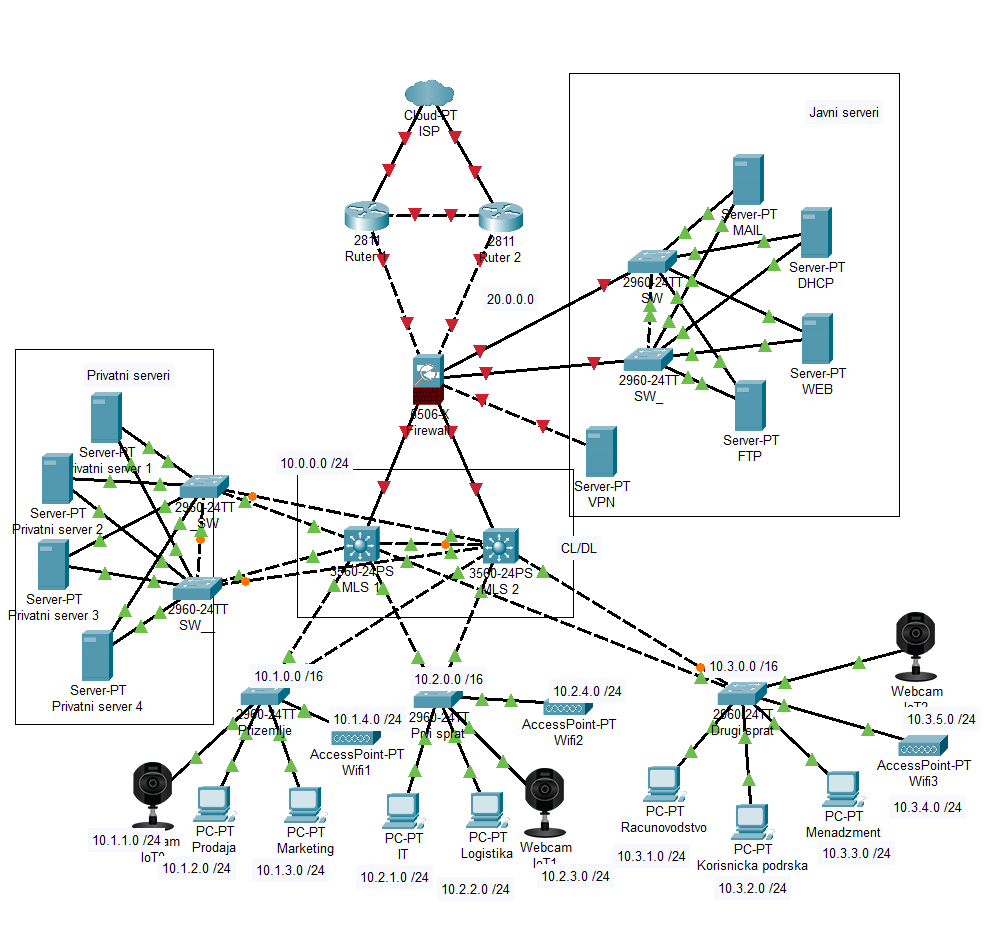 Cloud-PT
ISP
Javni serveri
2811
Ruter 1
2811
Ruter 2
20.0.0.0
Server-PT
MAIL
Server-PT
DHCP
2960-24TT
SW
Server-PT
WEB
2960-24TT
SW_
Server-PT
FTP
5506-X
Firewall
Server-PT
VPN
Privatni serveri
Server-PT
Privatni server 1
Server-PT
Privatni server 2
Server-PT
Privatni server 3
Server-PT
Privatni server 4
2960-24TT
_SW
2960-24TT
SW__
10.0.0.0 /24
CL/DL
3560-24PS
MLS 1
3560-24PS
MLS 2
10.1.0.0 /16
2960-24TT
Prizemlje
10.1.4.0 /24
AccessPoint-PT
Wifi1
10.2.0.0 /16
2960-24TT
Prvi sprat
10.2.4.0 /24
AccessPoint-PT
Wifi2
10.3.0.0 /16
2960-24TT
Drugi sprat
Webcam
IoT2
10.3.5.0 /24
AccessPoint-PT
Wifi3
10.3.4.0 /24
10.1.1.0 /24
PC-PT
Prodaja
10.1.2.0 /24
PC-PT
Marketing
10.1.3.0 /24
PC-PT
IT
10.2.1.0 /24
PC-PT
Logistika
10.2.2.0 /24
Webcam
IoT1
10.2.3.0 /24
PC-PT
Racunovodstvo
10.3.1.0 /24
PC-PT
Korisnicka podrska
10.3.2.0 /24
PC-PT
Menadzment
10.3.3.0 /24